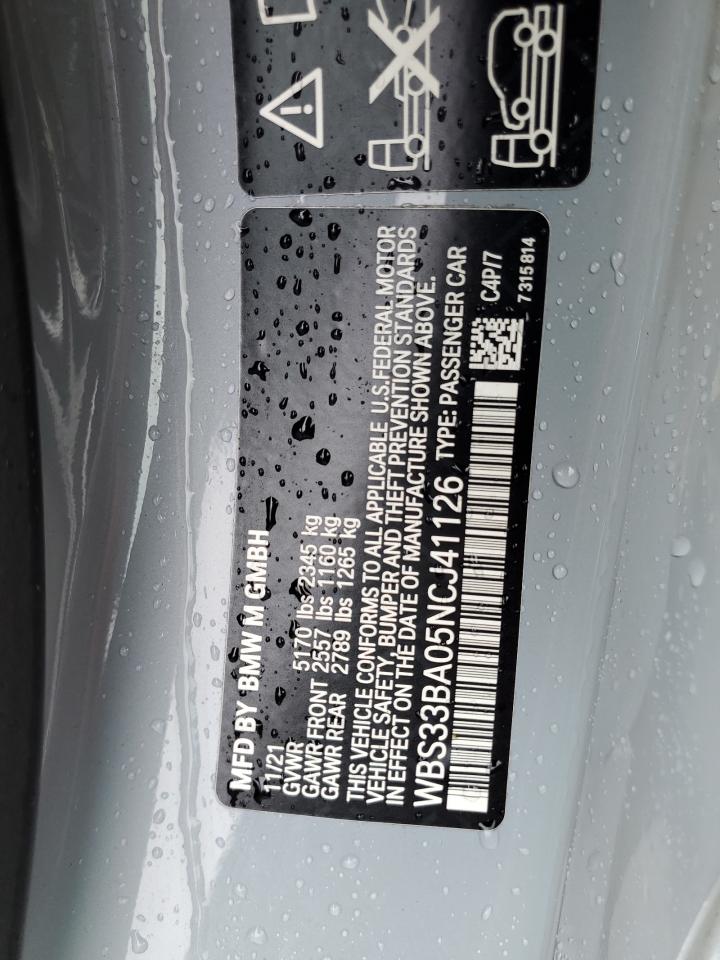 MFD BY BMW M GMBH
11/21
GVWR 5170 lbs 2345 kg
GAWR FRONT 2557 lbs 1160 kg
GAWR REAR 2789 lbs 1265 kg
THIS VEHICLE CONFORMS TO ALL APPLICABLE U.S.FEDERAL MOTOR
VEHICLE SAFETY, BUMPER AND THEFT PREVENTION STANDARDS
IN EFFECT ON THE DATE OF MANUFACTURE SHOWN ABOVE.
WBS33BA05NCJ41126 TYPE: PASSENGER CAR
C4P/7
7 315 814